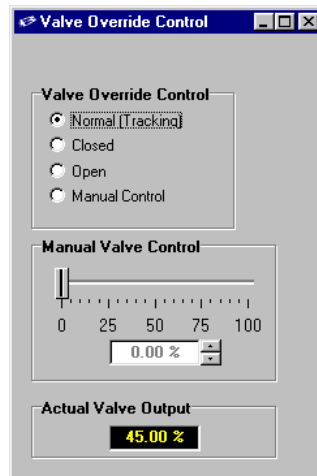 Valve Override Control
Valve Override Control
Normal (Tracking)
Closed
Open
Manual Control
Manual Valve Control
0 25 50 75 100
0.00 %
Actual Valve Output
45.00 %